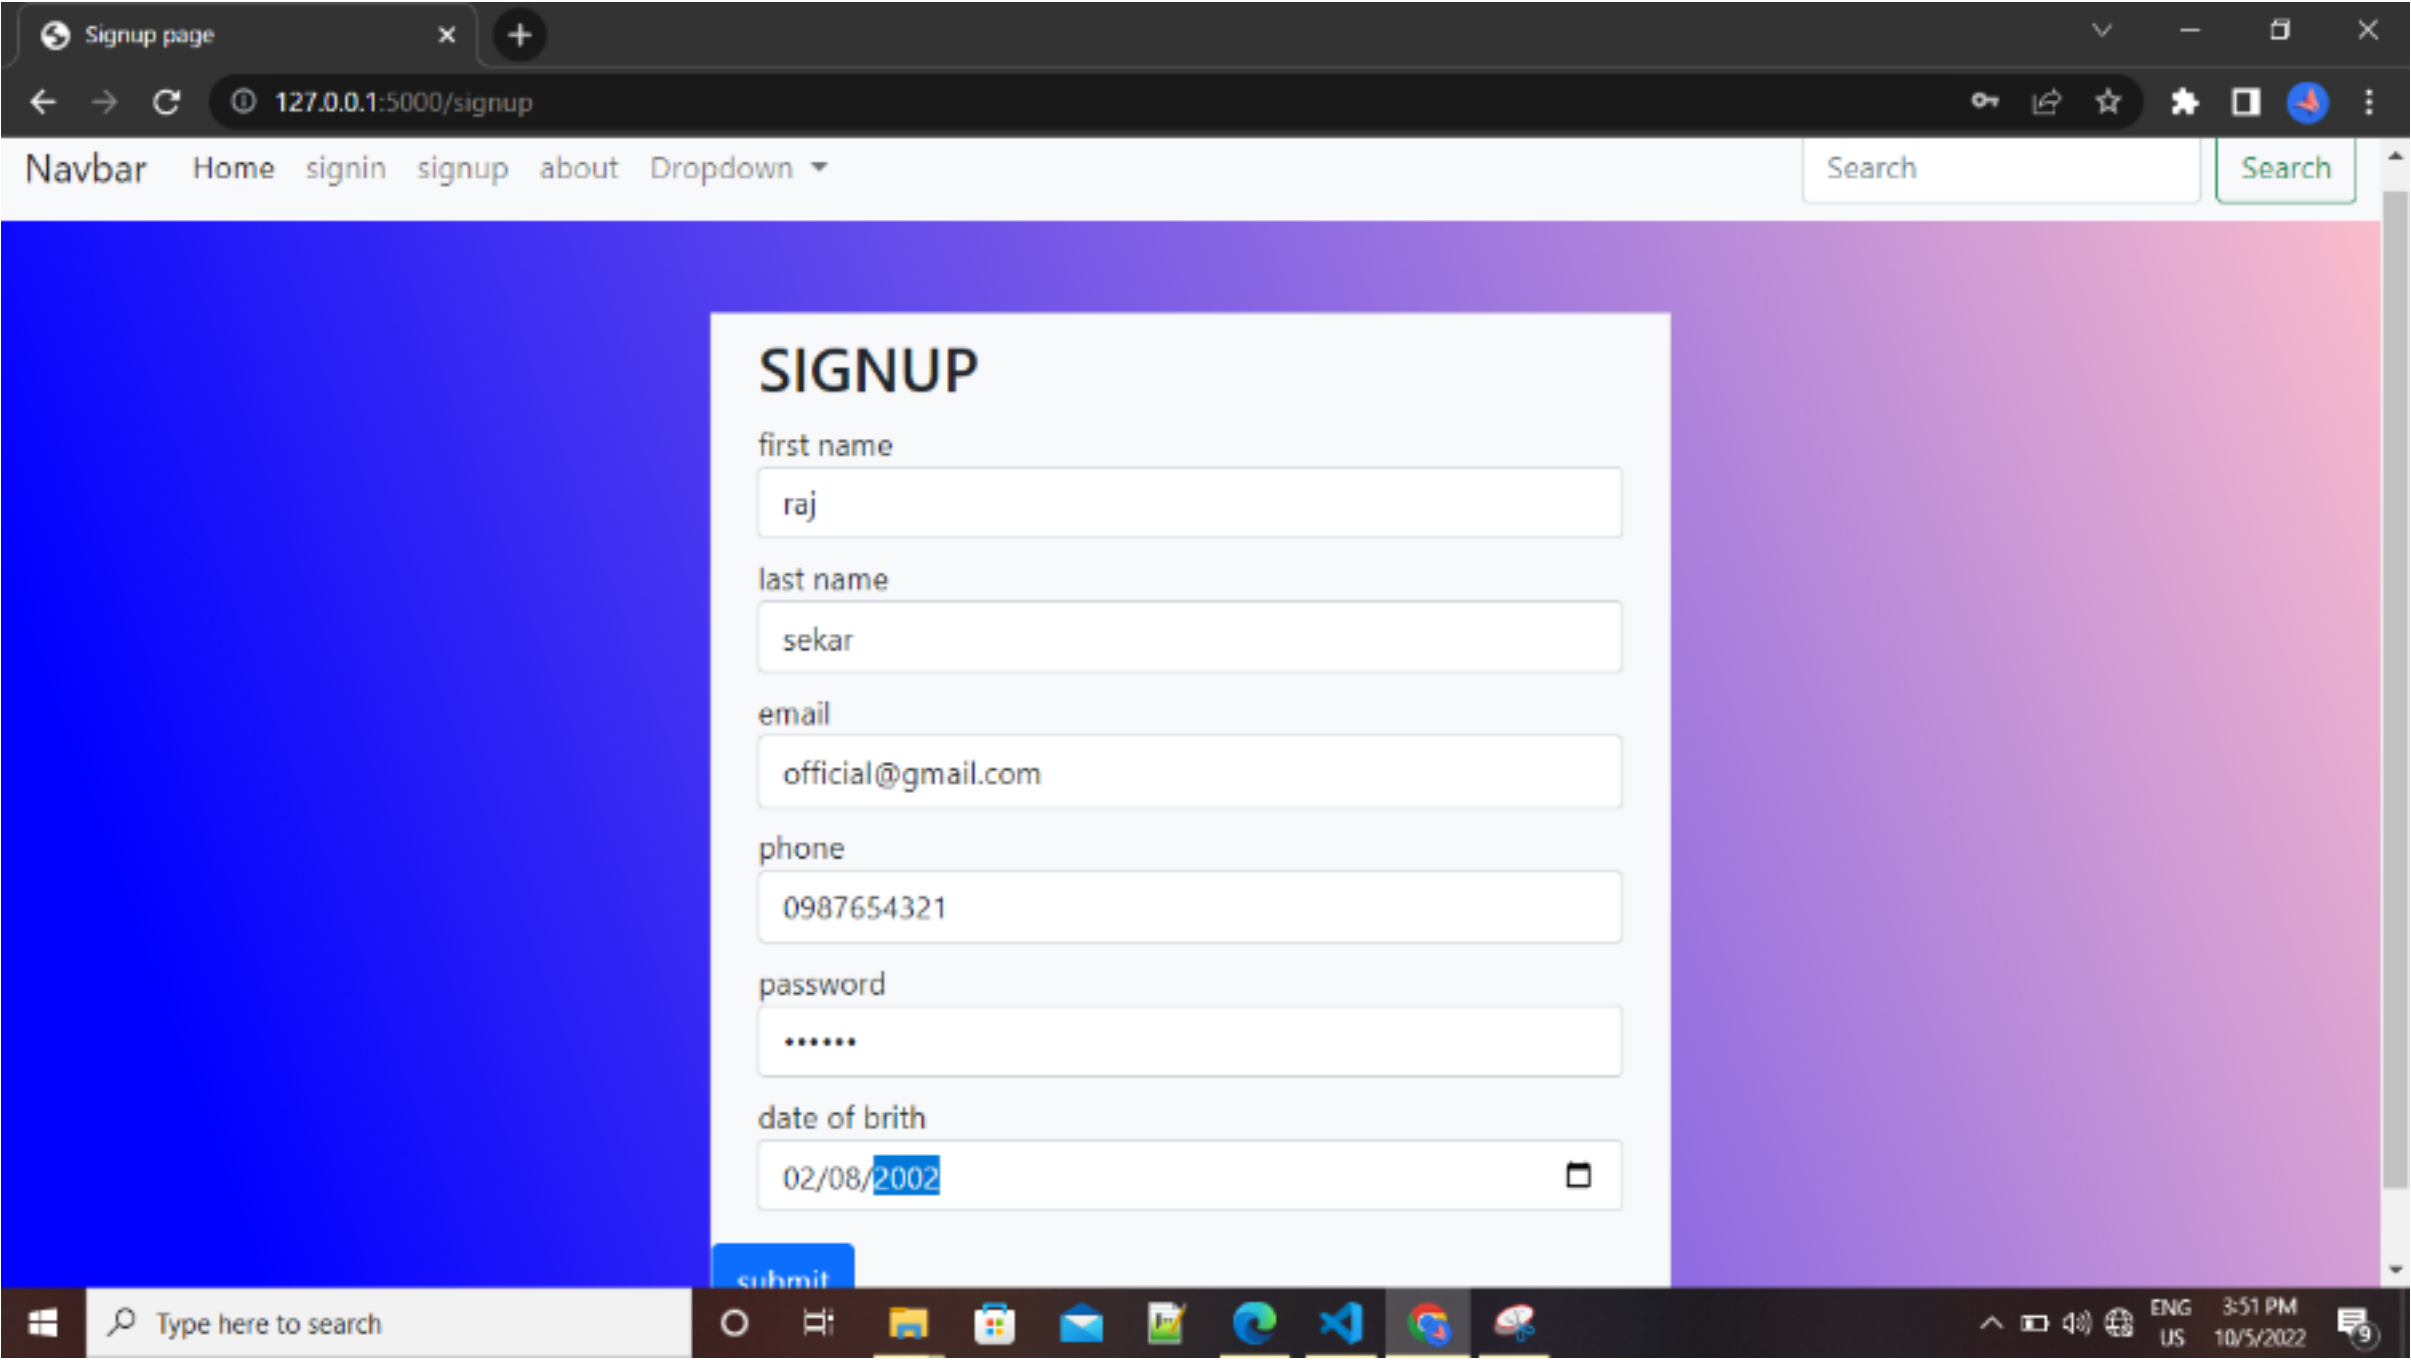 Signup page
127.0.0.1:5000/signup
Navbar Home signin signup about Dropdown Search Search
SIGNUP
first name
raj
last name
sekar
email
official@gmail.com
phone
0987654321
password
••••••
date of brith
02/08/2002
submit
Type here to search
ENG 3:51 PM
US 10/5/2022
9